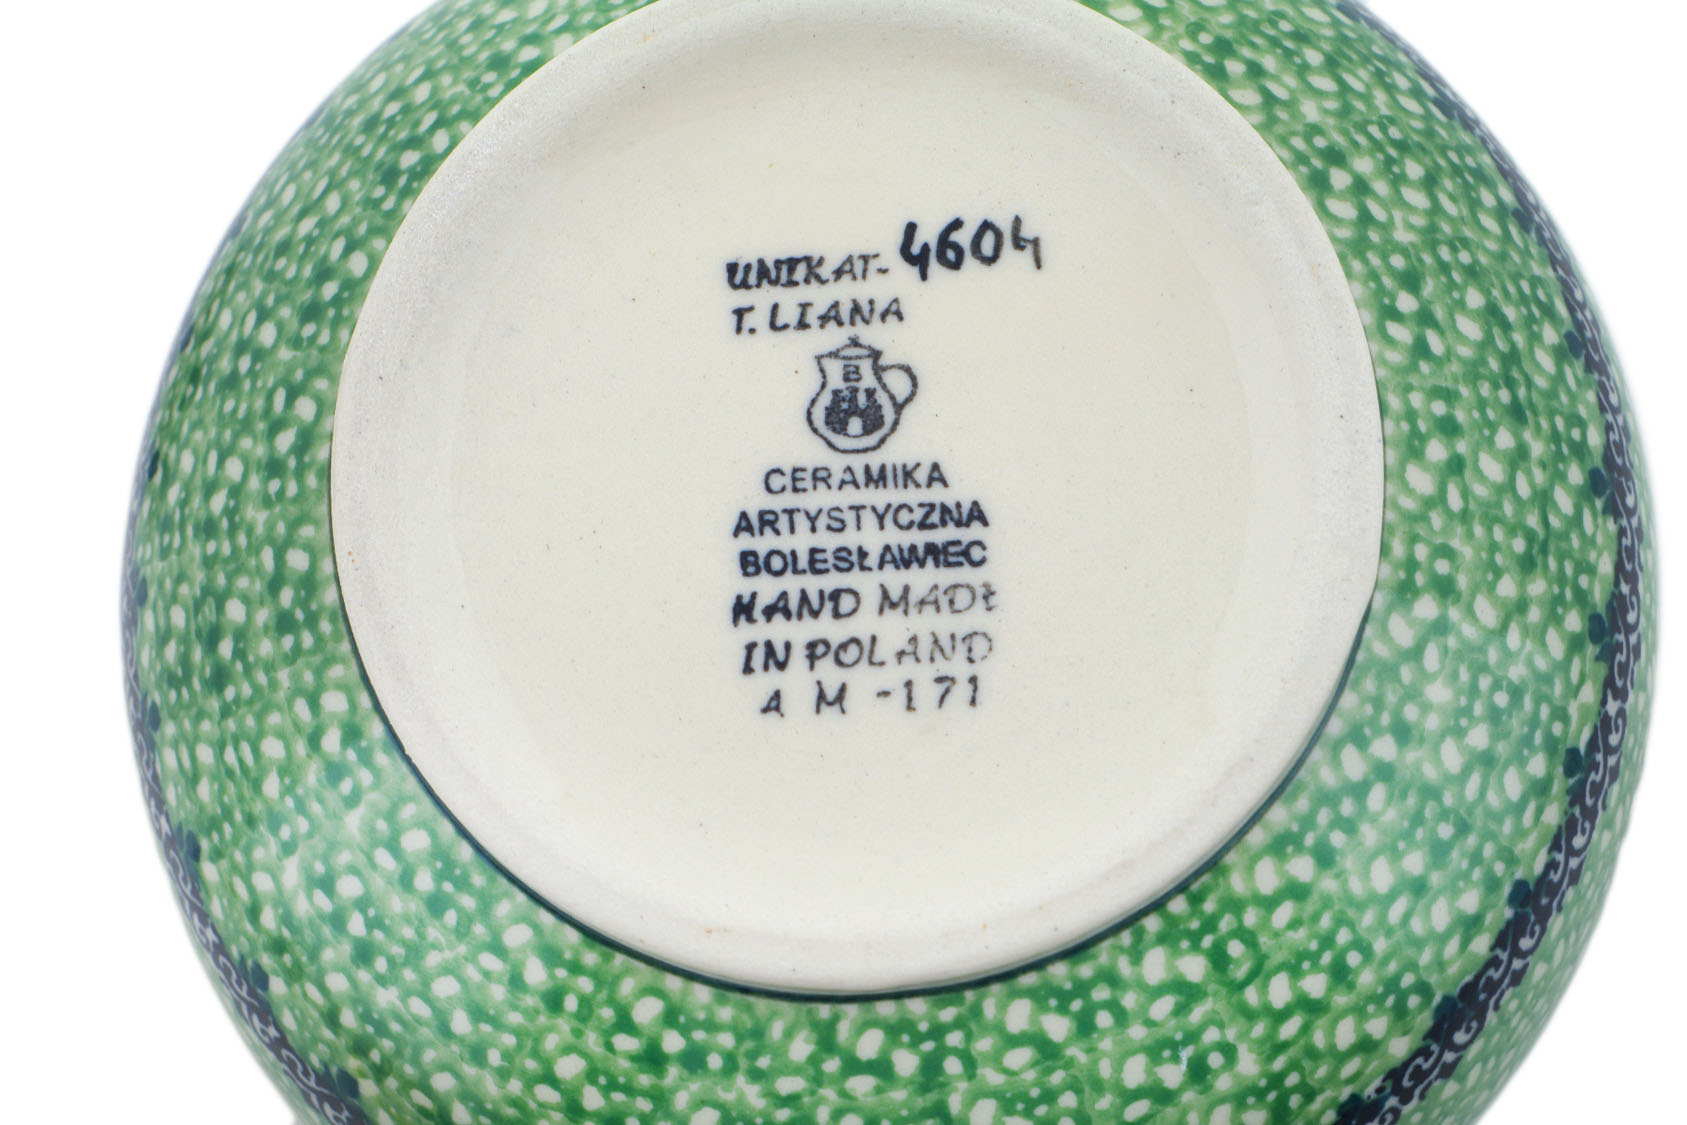 UNIKAT-4604
T. LIANA
B
CERAMIKA
ARTYSTYCZNA
BOLESŁAWIEC
HAND MADE
IN POLAND
A M -171